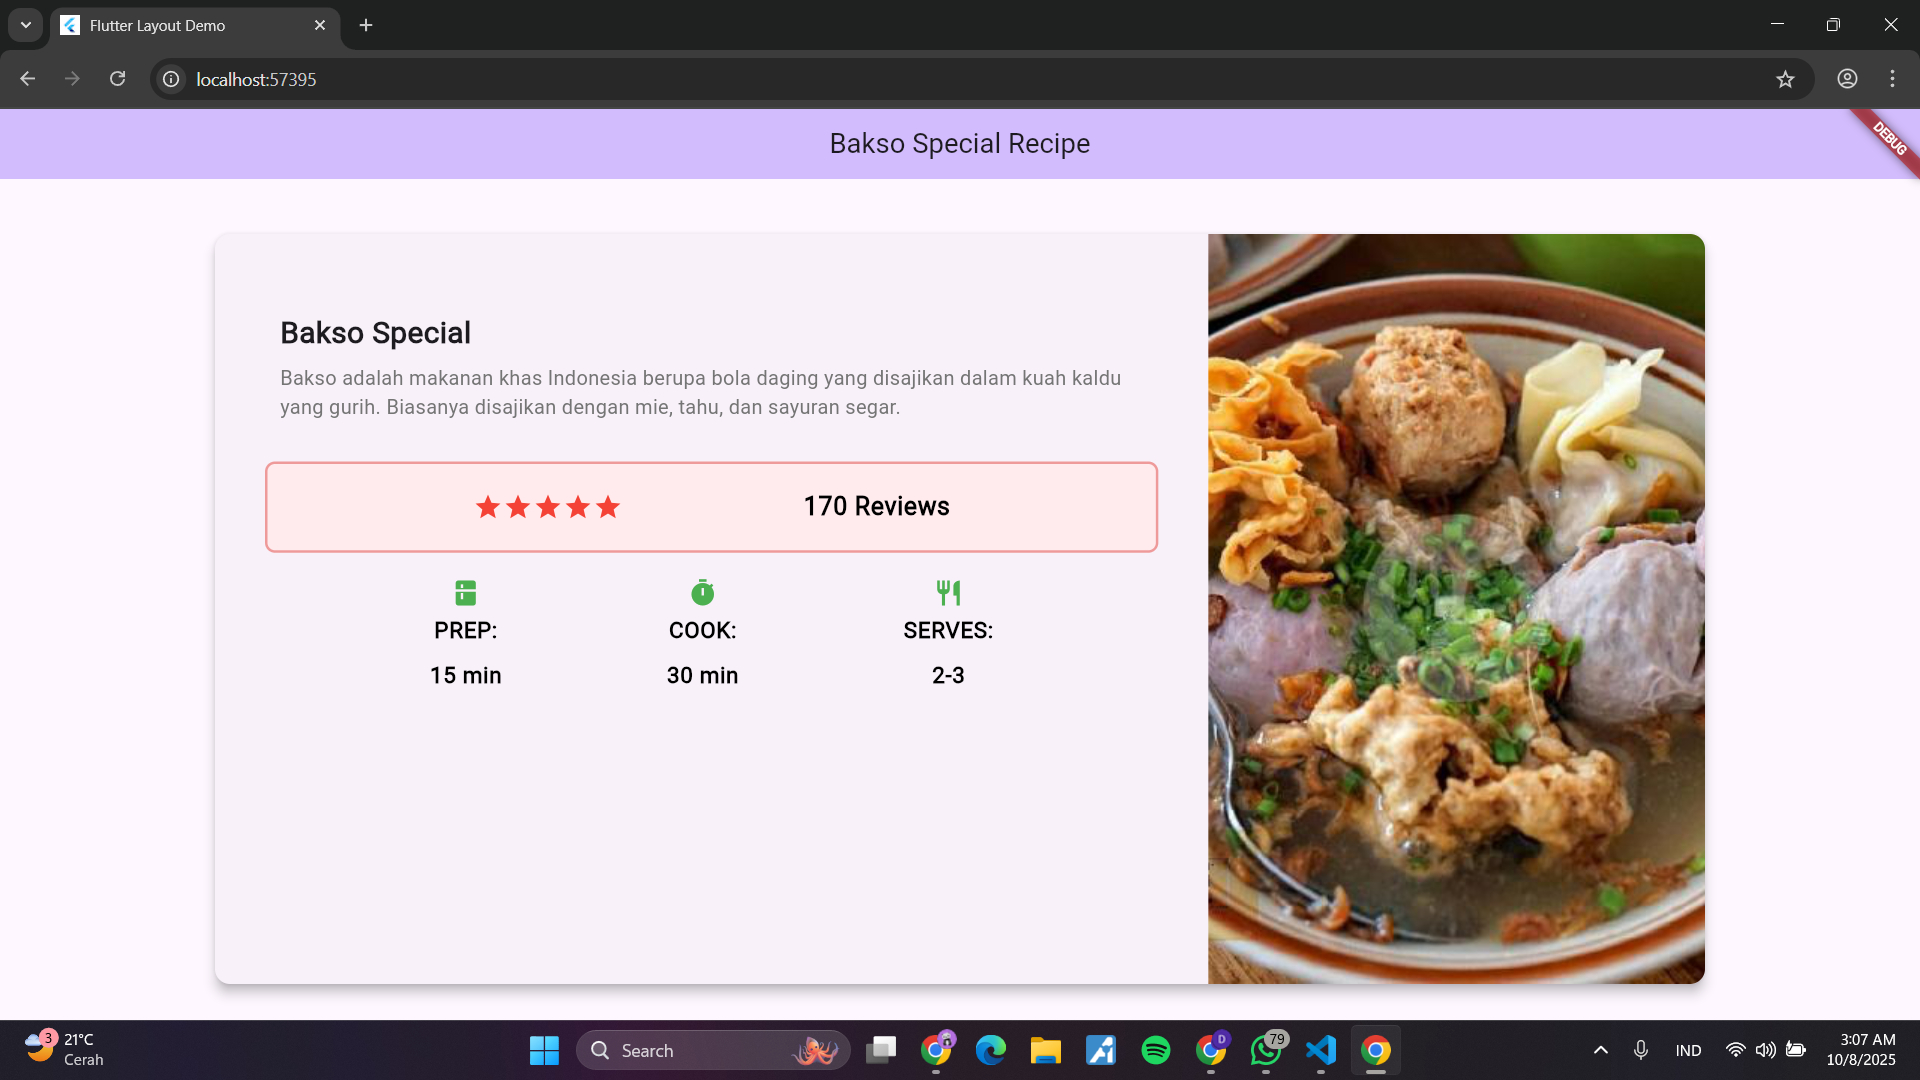 Flutter Layout Demo
localhost:57395
Bakso Special Recipe
DEBUG
Bakso Special
Bakso adalah makanan khas Indonesia berupa bola daging yang disajikan dalam kuah kaldu
yang gurih. Biasanya disajikan dengan mie, tahu, dan sayuran segar.
170 Reviews
PREP:
COOK:
SERVES:
15 min
30 min
2-3
3
21°C
Cerah
Search
D
79
IND
3:07 AM
10/8/2025